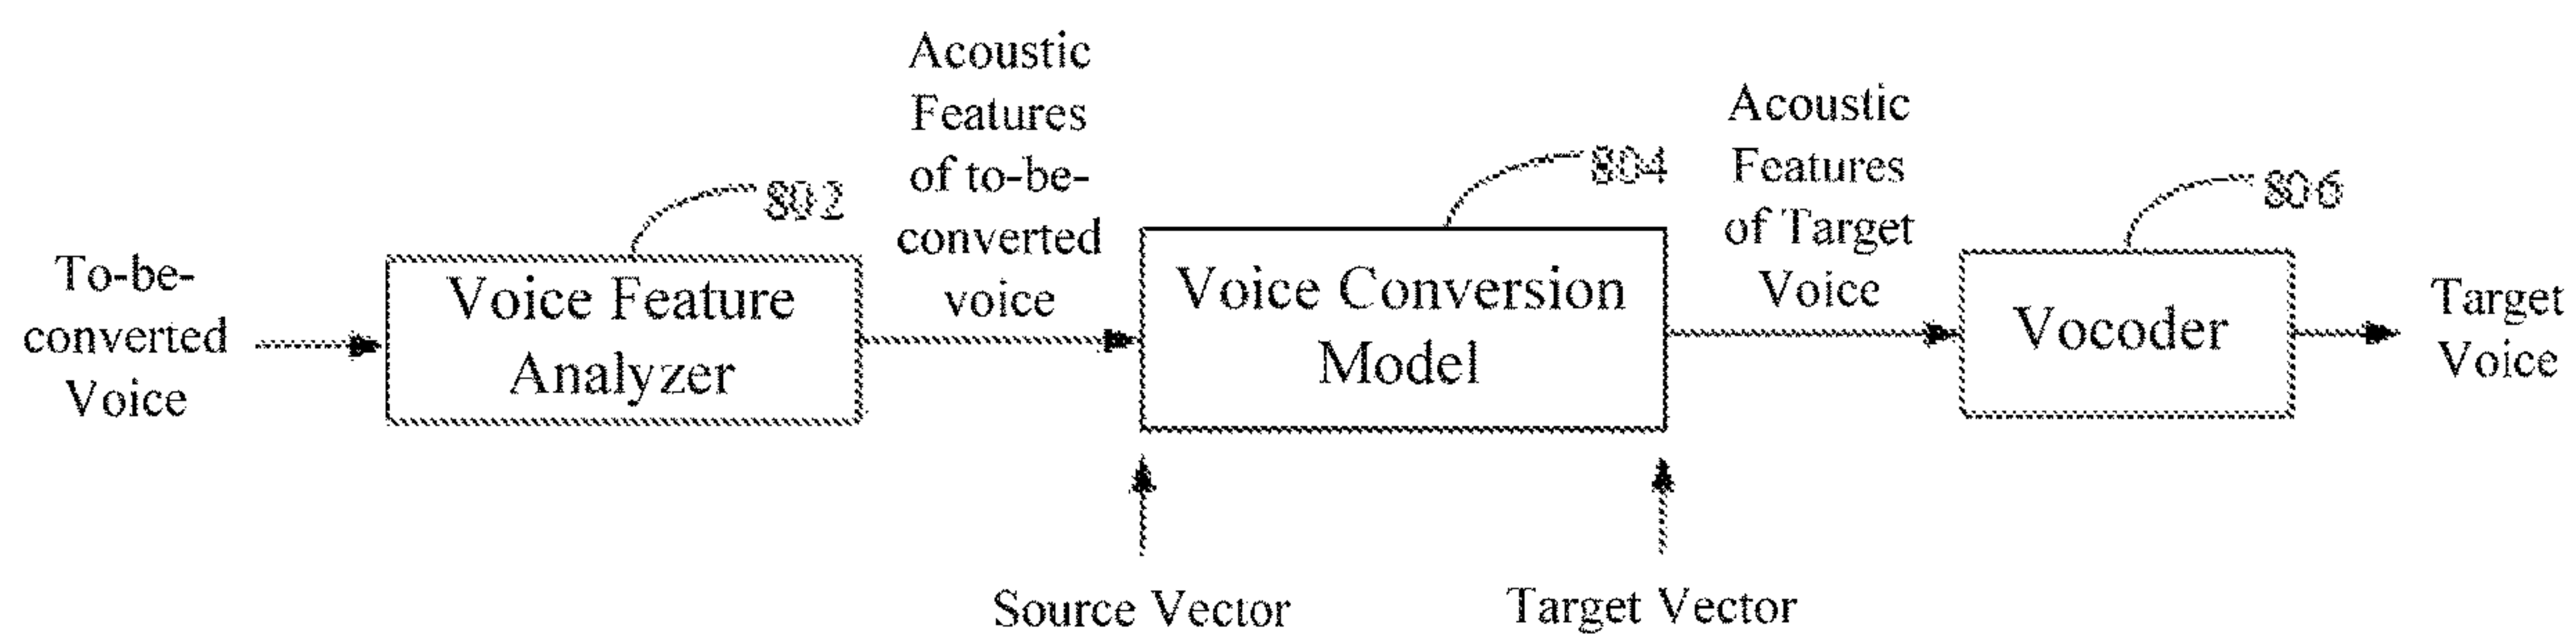 To-be-
converted
Voice
802
Voice Feature
Analyzer
Acoustic
Features
of to-be-
converted
voice
804
Voice Conversion
Model
Source Vector
Target Vector
Acoustic
Features
of Target
Voice
806
Vocoder
Target
Voice